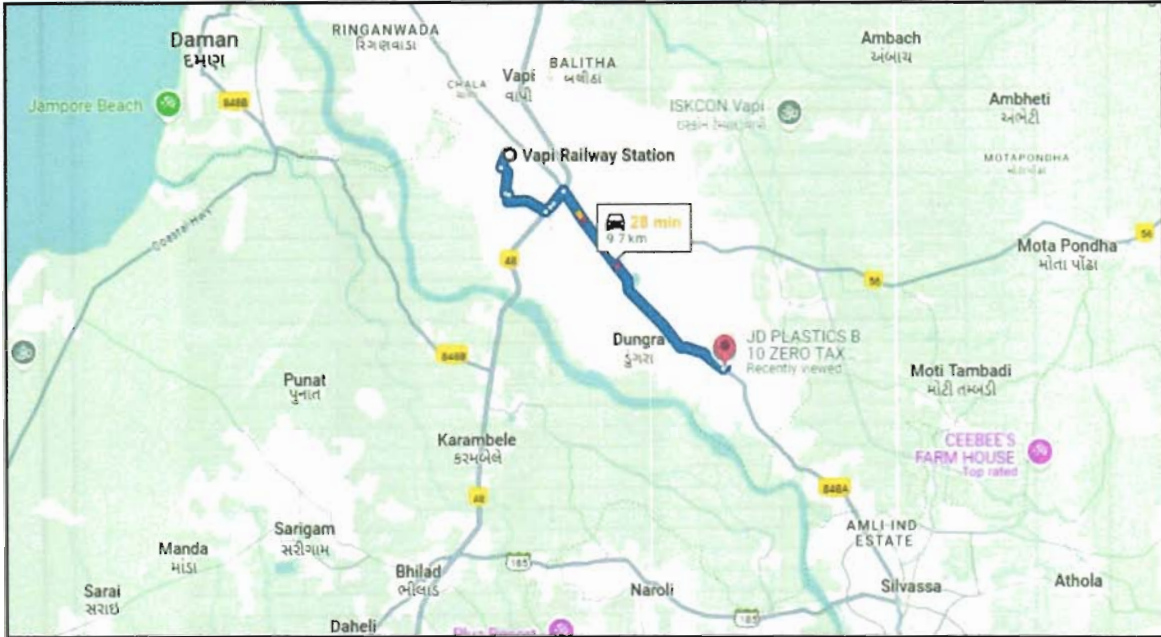 RINGANWADA
રિંગણવાડા
Daman
દમણ
BALITHA
બલીઠા
Ambach
અંબાચ
Vapi
વાપી
CHALA
Jampore Beach
848B
ISKCON Vapi
Ambheti
અંભેટી
Vapi Railway Station
MOTAPONDHA
Coastal Hwy
28 min
9.7 km
56
48
56
Mota Pondha
મોતા પોંઢા
Dungra
ડુંગરા
JD PLASTICS B
10 ZERO TAX...
Recently viewed
848B
Punat
પુનાત
Moti Tambadi
મોટી તમ્બડી
Karambele
કરમબેલે
CEEBEE'S
FARM HOUSE
Top rated
48
848A
Sarigam
સરીગામ
AMLI IND
ESTATE
Manda
માંડા
185
Bhilad
ભીલાડ
Naroli
Silvassa
Athola
Sarai
સરાઇ
185
Daheli